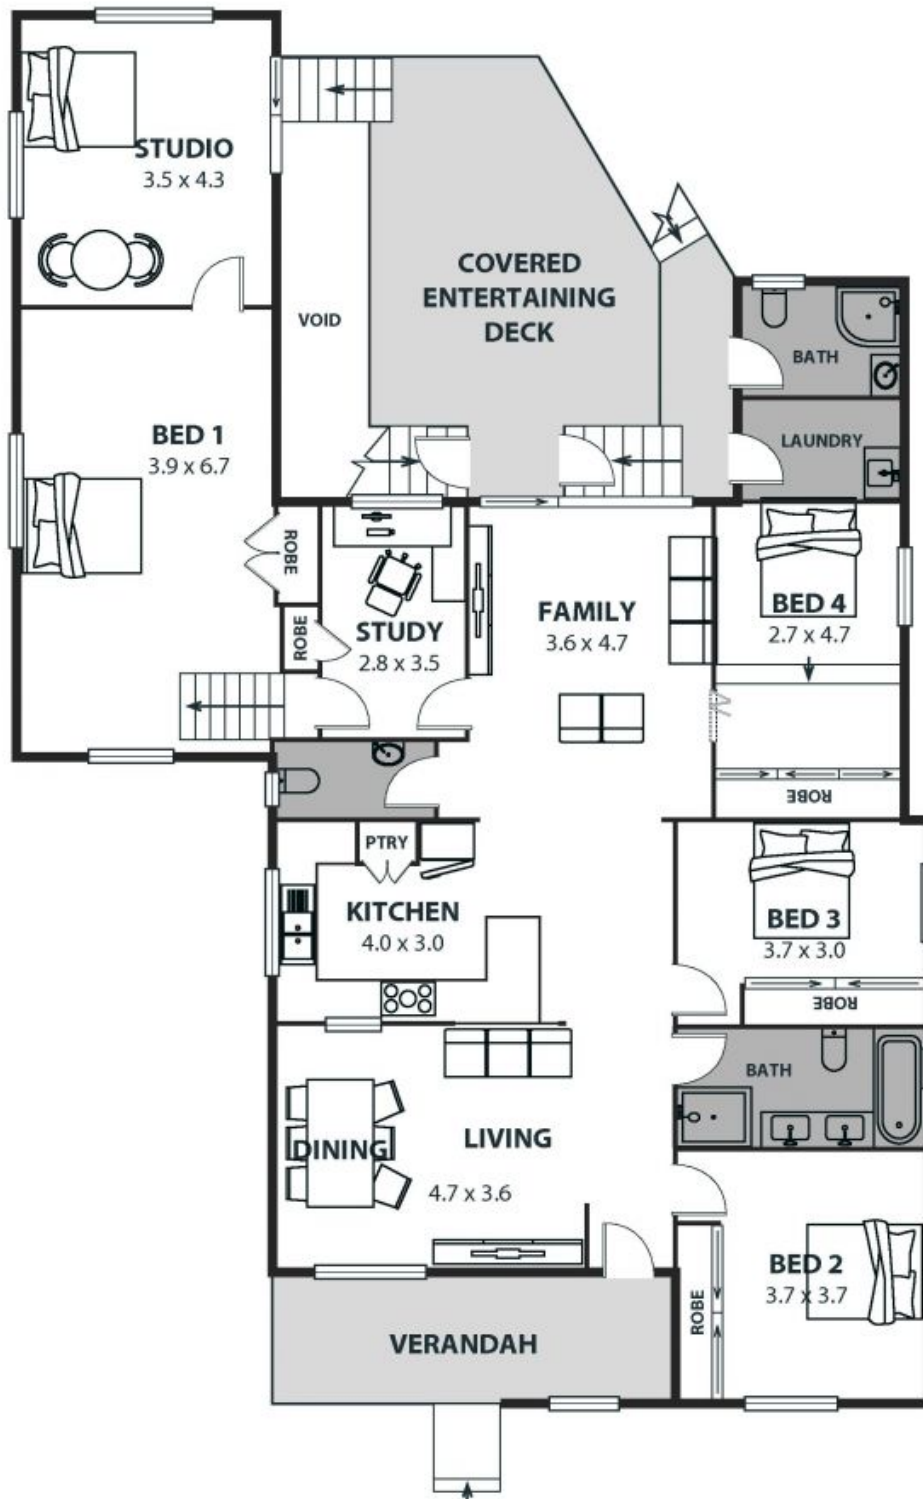 STUDIO
3.5 x 4.3
COVERED
ENTERTAINING
DECK
VOID
BATH
BED 1
3.9 x 6.7
LAUNDRY
ROBE
ROBE
STUDY
2.8 x 3.5
FAMILY
3.6 x 4.7
BED 4
2.7 x 4.7
ROBE
PTRY
KITCHEN
4.0 x 3.0
BED 3
3.7 x 3.0
ROBE
BATH
DINING
LIVING
4.7 x 3.6
BED 2
3.7 x 3.7
ROBE
VERANDAH